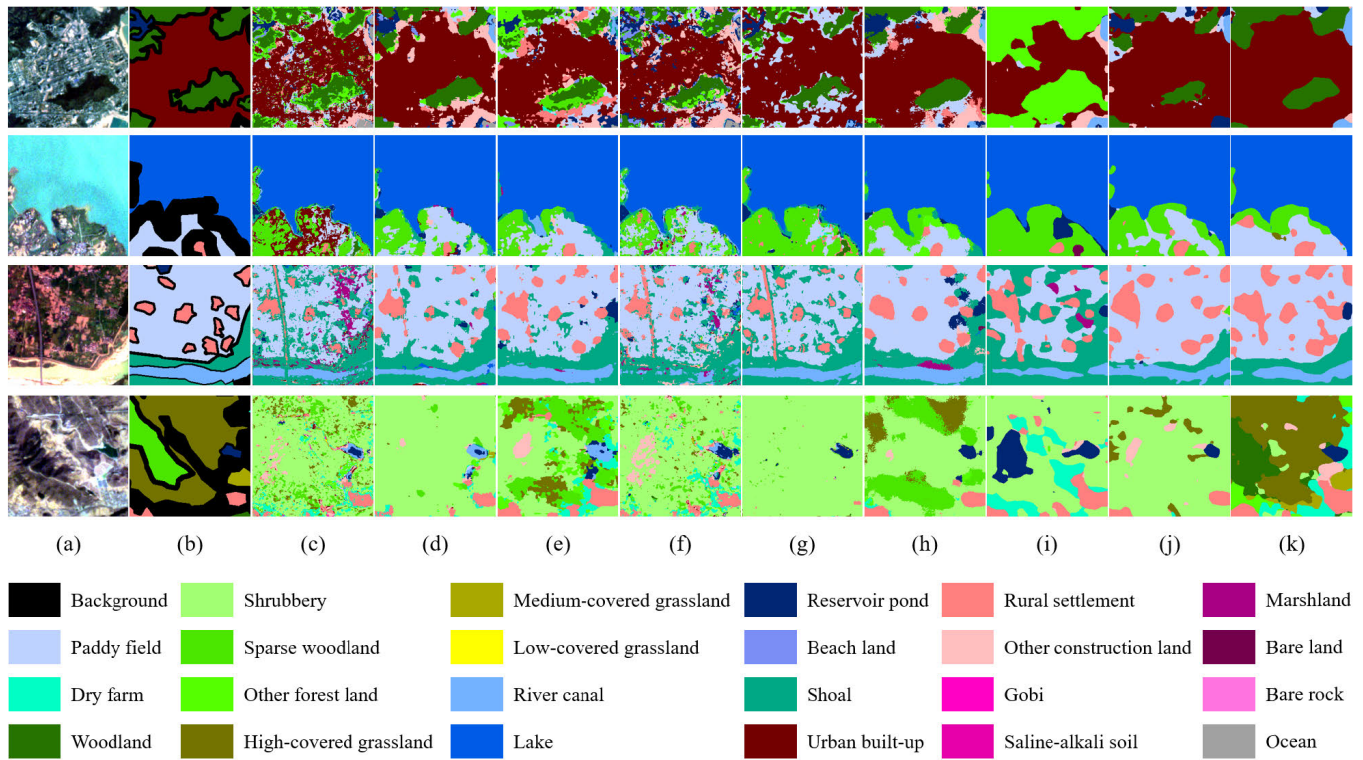 (a) (b) (c) (d) (e) (f) (g) (h) (i) (j) (k)
Background Shrubbery Medium-covered grassland Reservoir pond Rural settlement Marshland
Paddy field Sparse woodland Low-covered grassland Beach land Other construction land Bare land
Dry farm Other forest land River canal Shoal Gobi Bare rock
Woodland High-covered grassland Lake Urban built-up Saline-alkali soil Ocean